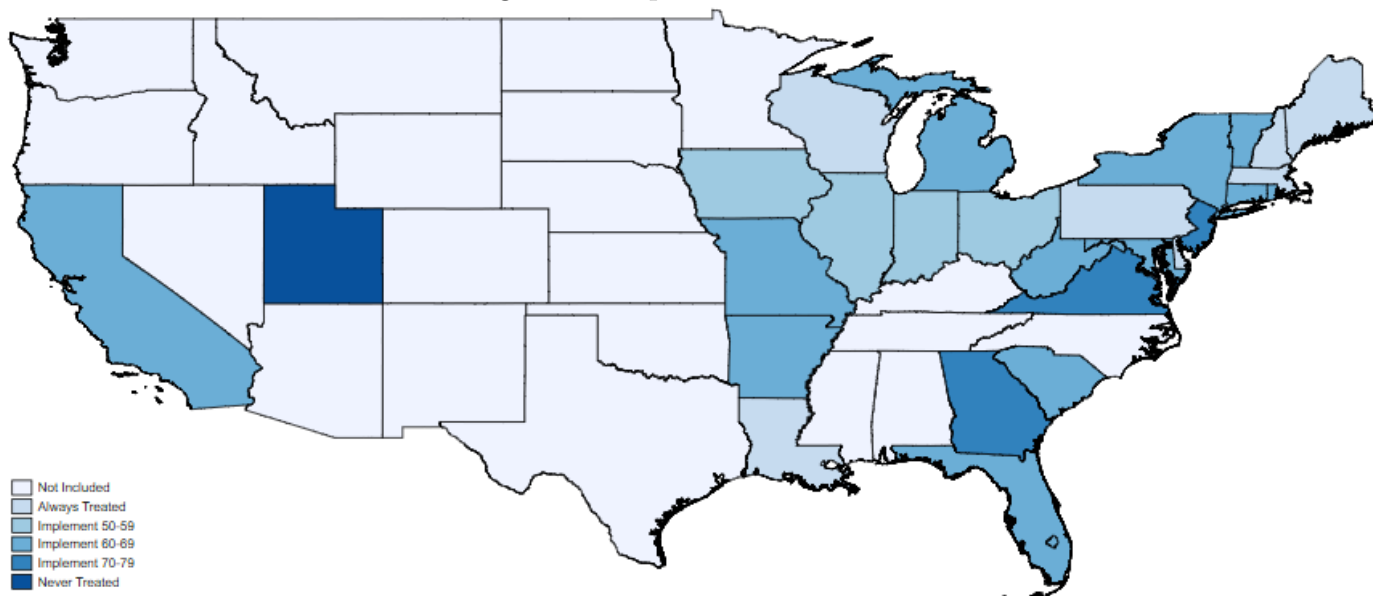 Not Included
Always Treated
Implement 50-59
Implement 60-69
Implement 70-79
Never Treated